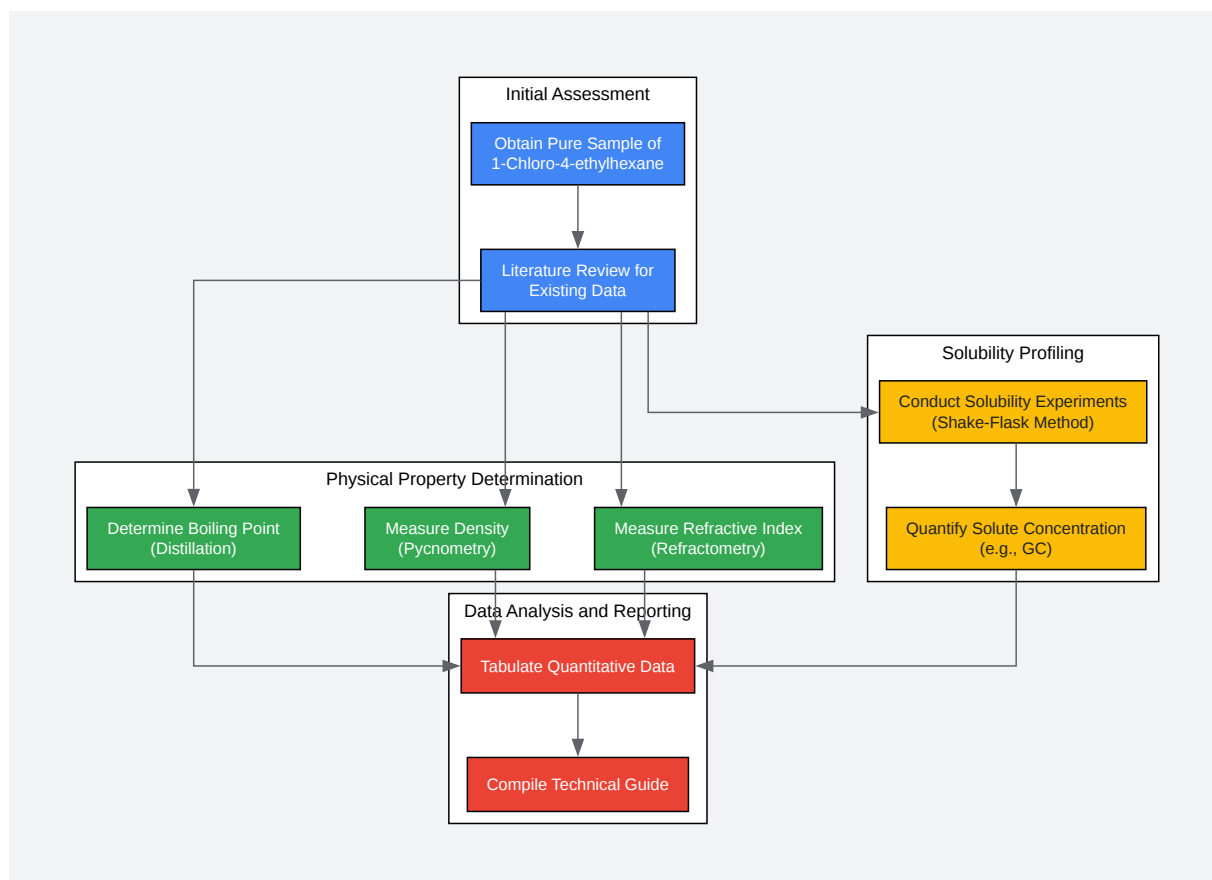 Initial Assessment
Obtain Pure Sample of
1-Chloro-4-ethylhexane
Literature Review for
Existing Data
Solubility Profiling
Conduct Solubility Experiments
(Shake-Flask Method)
Quantify Solute Concentration
(e.g., GC)
Physical Property Determination
Determine Boiling Point
(Distillation)
Measure Density
(Pycnometry)
Measure Refractive Index
(Refractometry)
Data Analysis and Reporting
Tabulate Quantitative Data
Compile Technical Guide